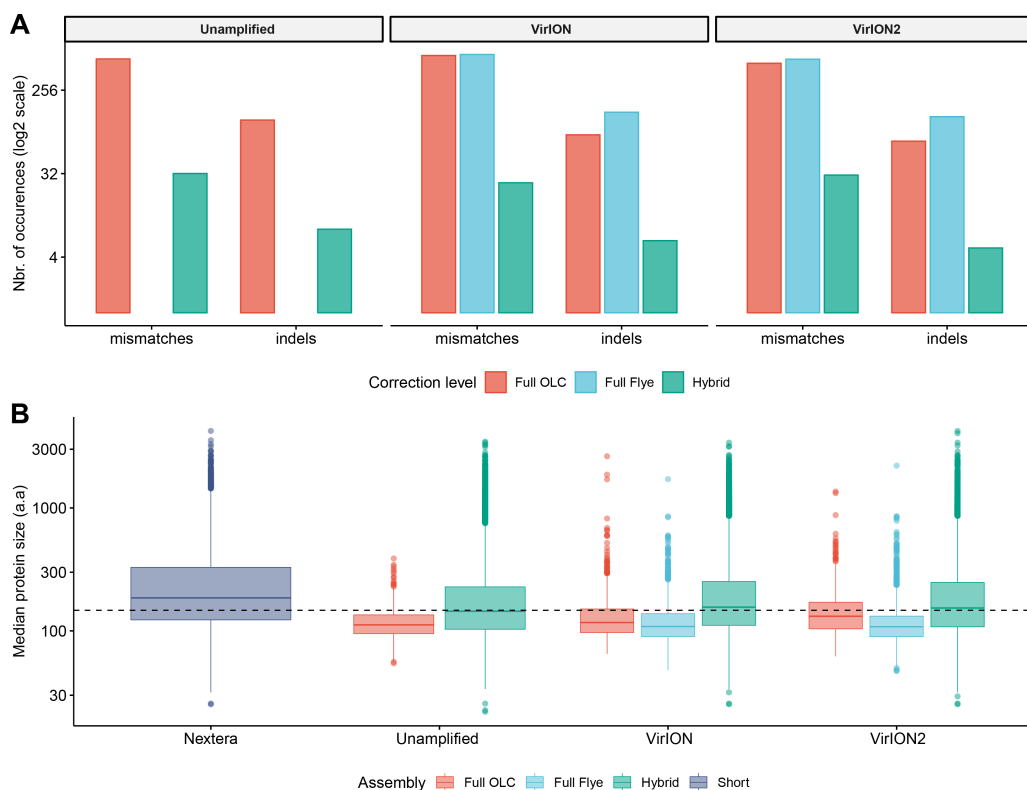 A
Unamplified VirION VirION2
Nbr. of occurences (log2 scale)
256
32
4
mismatches indels mismatches indels mismatches indels
Correction level Full OLC Full Flye Hybrid
B
Median protein size (a.a)
3000
1000
300
100
30
Nextera Unamplified VirION VirION2
Assembly Full OLC Full Flye Hybrid Short